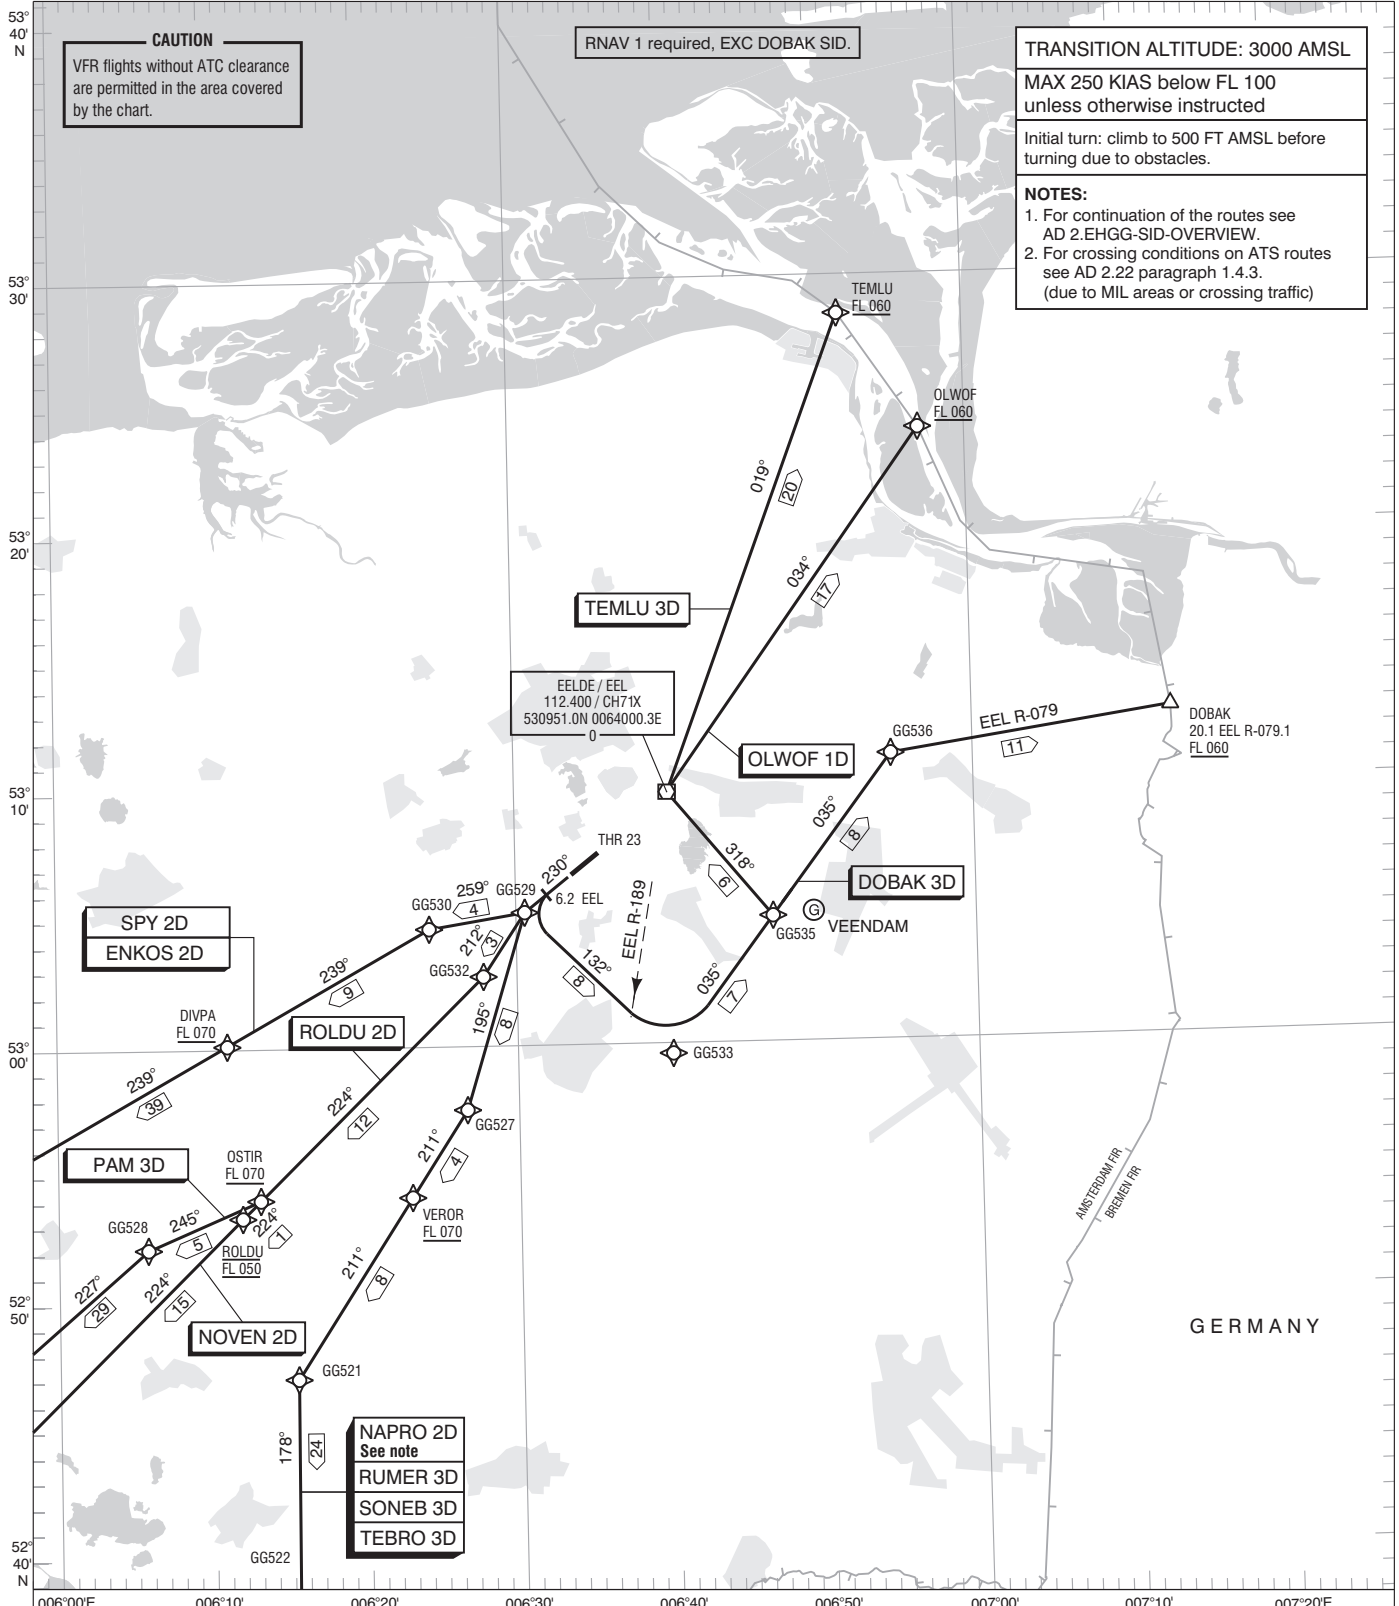 53°
40'
N
CAUTION
VFR flights without ATC clearance
are permitted in the area covered
by the chart.
RNAV 1 required, EXC DOBAK SID.
TRANSITION ALTITUDE: 3000 AMSL
MAX 250 KIAS below FL 100
unless otherwise instructed
Initial turn: climb to 500 FT AMSL before
turning due to obstacles.
NOTES:
1. For continuation of the routes see
AD 2.EHGG-SID-OVERVIEW.
2. For crossing conditions on ATS routes
see AD 2.22 paragraph 1.4.3.
(due to MIL areas or crossing traffic)
53°
30'
TEMLU
FL 060
OLWOF
FL 060
019°
20
53°
20'
034°
17
TEMLU 3D
EELDE / EEL
112.400 / CH71X
530951.0N 0064000.3E
0
OLWOF 1D
GG536
EEL R-079
11
DOBAK
20.1 EEL R-079.1
FL 060
53°
10'
035°
8
THR 23
318°
6
DOBAK 3D
230°
259°
4
GG529
6.2 EEL
GG530
EEL R-189
G
VEENDAM
GG535
SPY 2D
ENKOS 2D
212°
3
GG532
132°
8
035°
7
239°
9
195°
8
DIVPA
FL 070
ROLDU 2D
53°
00'
GG533
239°
39
224°
12
GG527
211°
4
PAM 3D
OSTIR
FL 070
AMSTERDAM FIR
BREMEN FIR
VEROR
FL 070
GG528
245°
5
224°
1
ROLDU
FL 050
211°
8
227°
29
224°
15
52°
50'
NOVEN 2D
GERMANY
GG521
178°
24
NAPRO 2D
See note
RUMER 3D
SONEB 3D
TEBRO 3D
52°
40'
N
GG522
006°00'E
006°10'
006°20'
006°30'
006°40'
006°50'
007°00'
007°10'
007°20'E